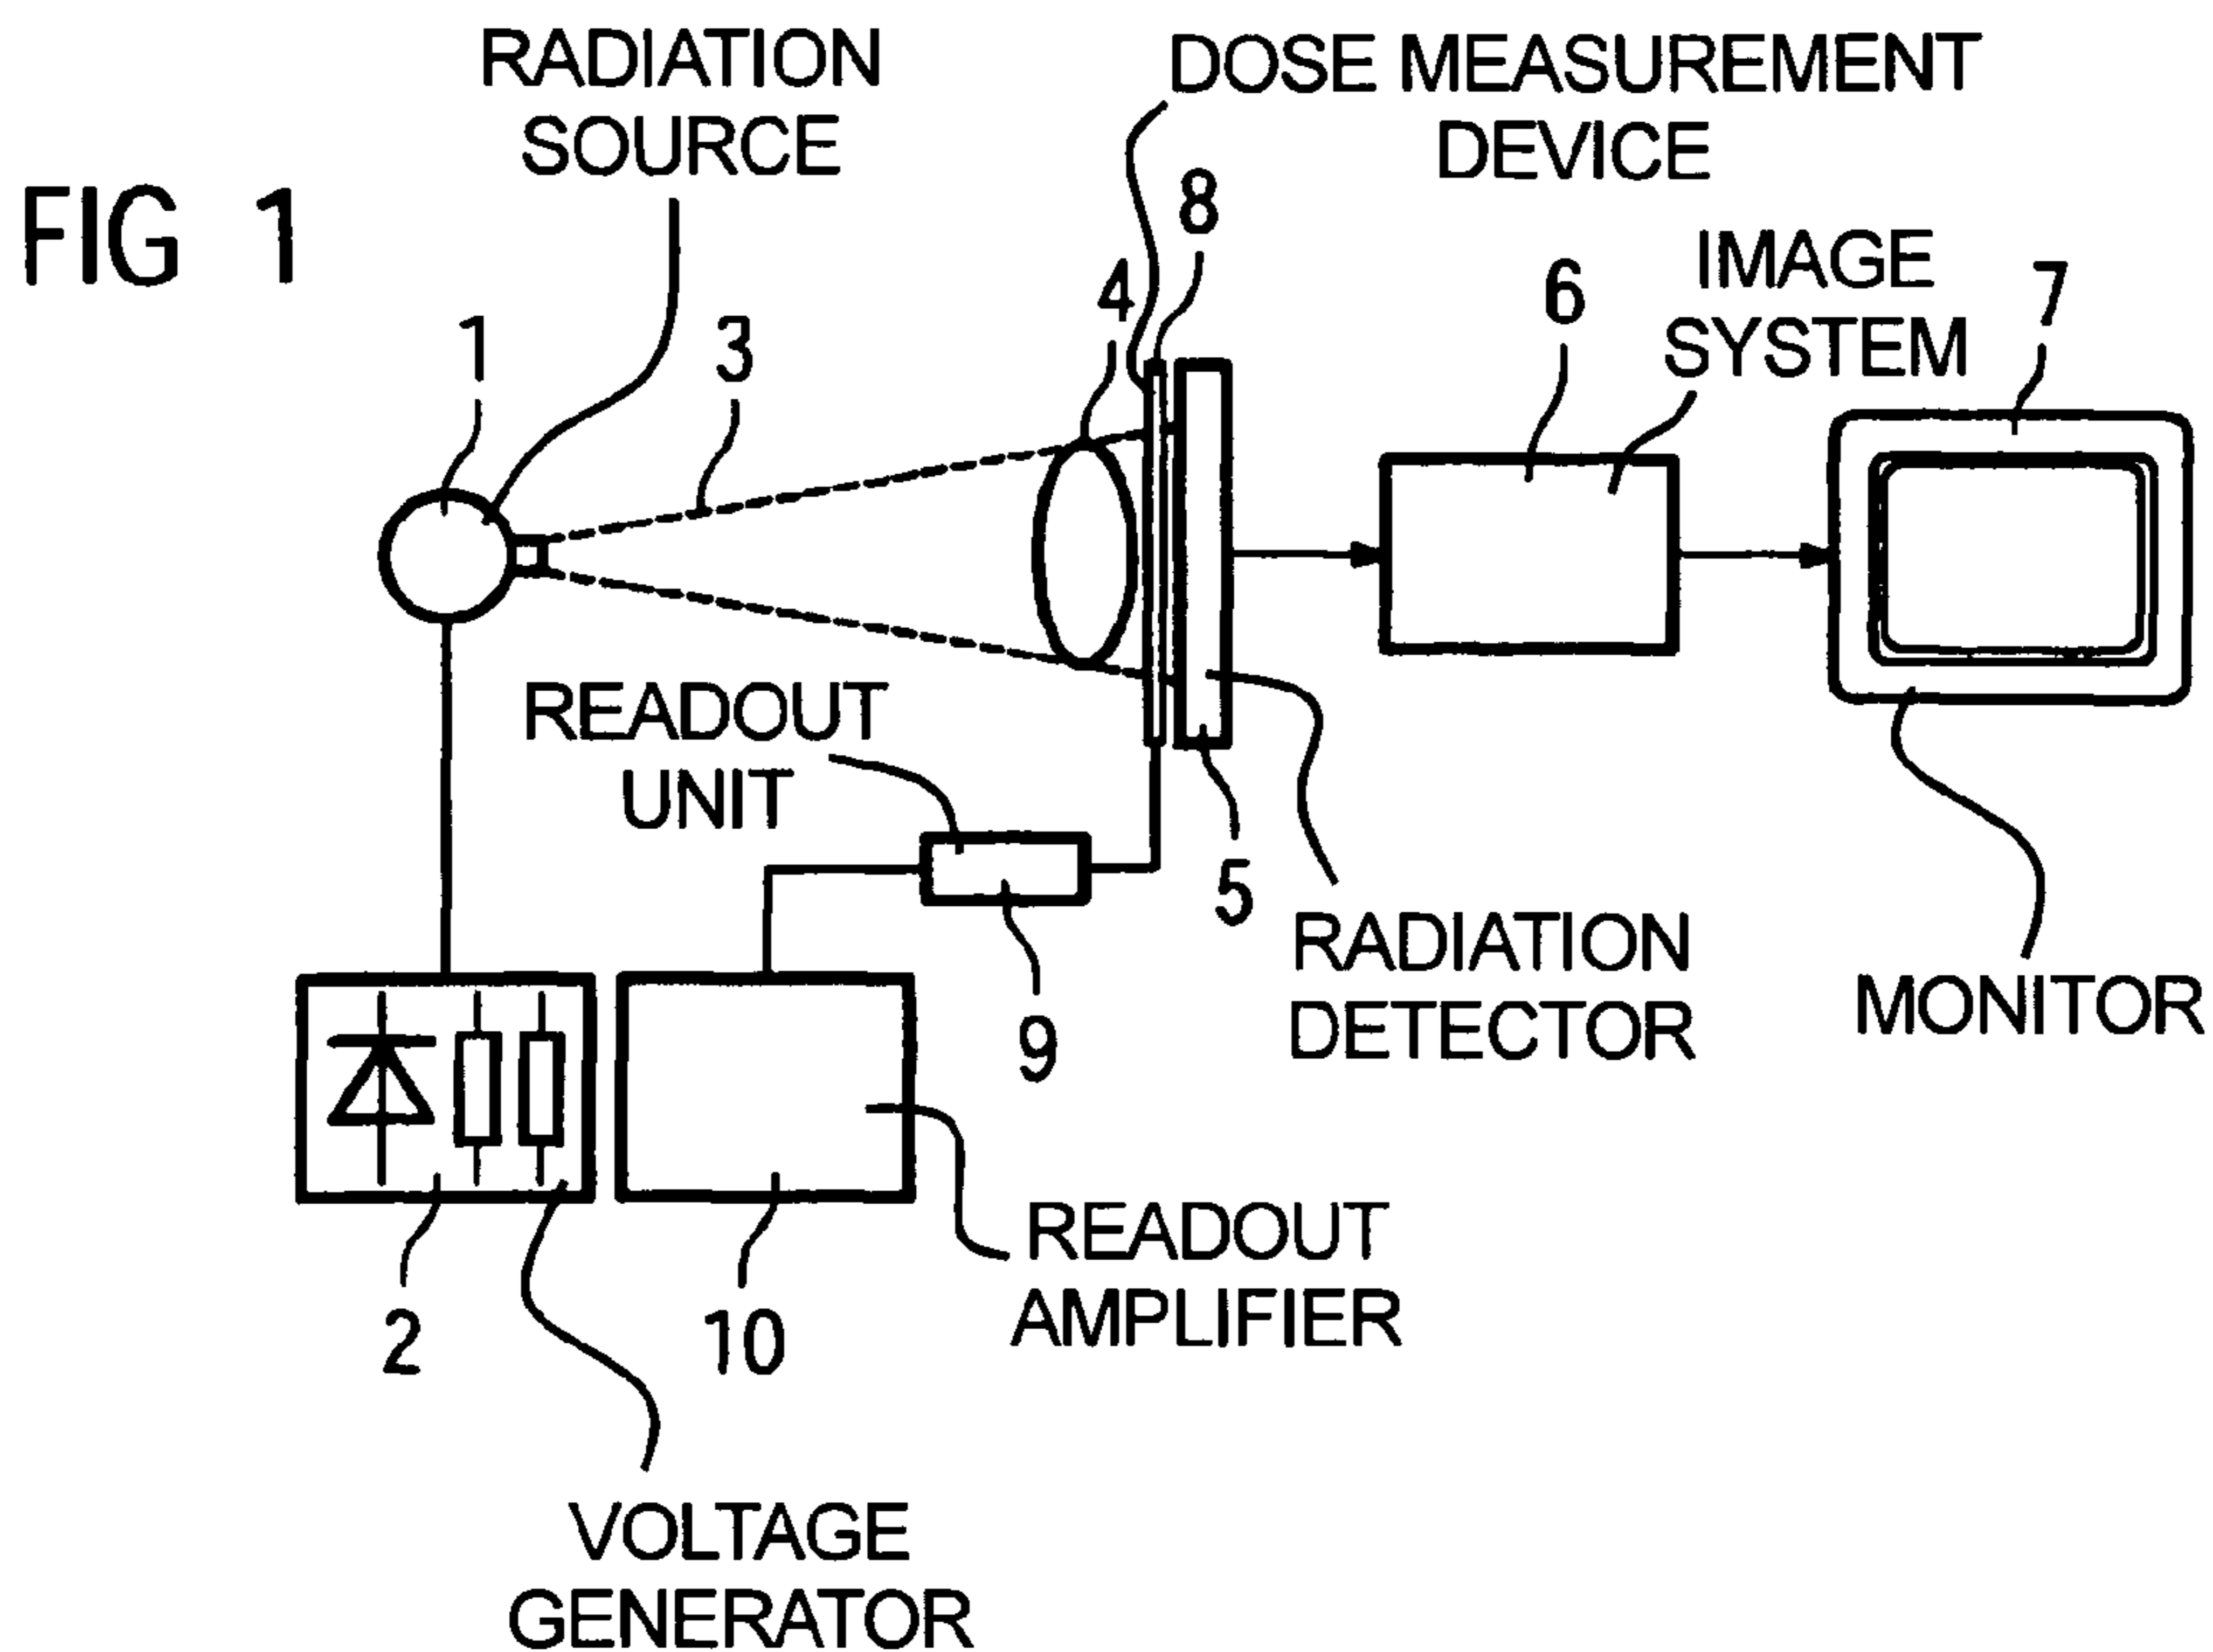 FIG 1
RADIATION
SOURCE
DOSE MEASUREMENT
DEVICE
8
4
6
IMAGE
SYSTEM
7
1
3
READOUT
UNIT
5
RADIATION
DETECTOR
9
MONITOR
READOUT
AMPLIFIER
2
10
VOLTAGE
GENERATOR